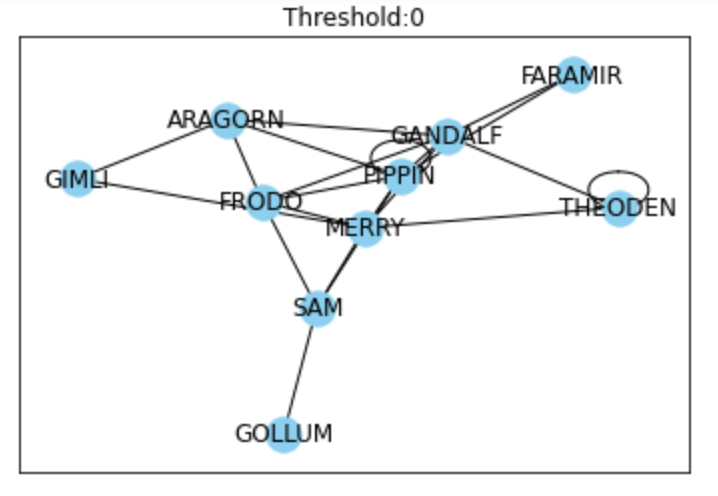 Threshold:0
FARAMIR
ARAGORN
GANDALF
PIPPIN
GIMLI
FRODO
THEODEN
MERRY
SAM
GOLLUM